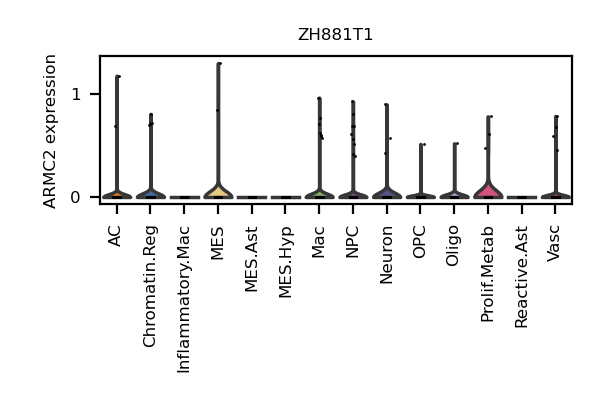 ZH881T1
ARMC2 expression
1
0
AC
Chromatin.Reg
Inflammatory.Mac
MES
MES.Ast
MES.Hyp
Mac
NPC
Neuron
OPC
Oligo
Prolif.Metab
Reactive.Ast
Vasc